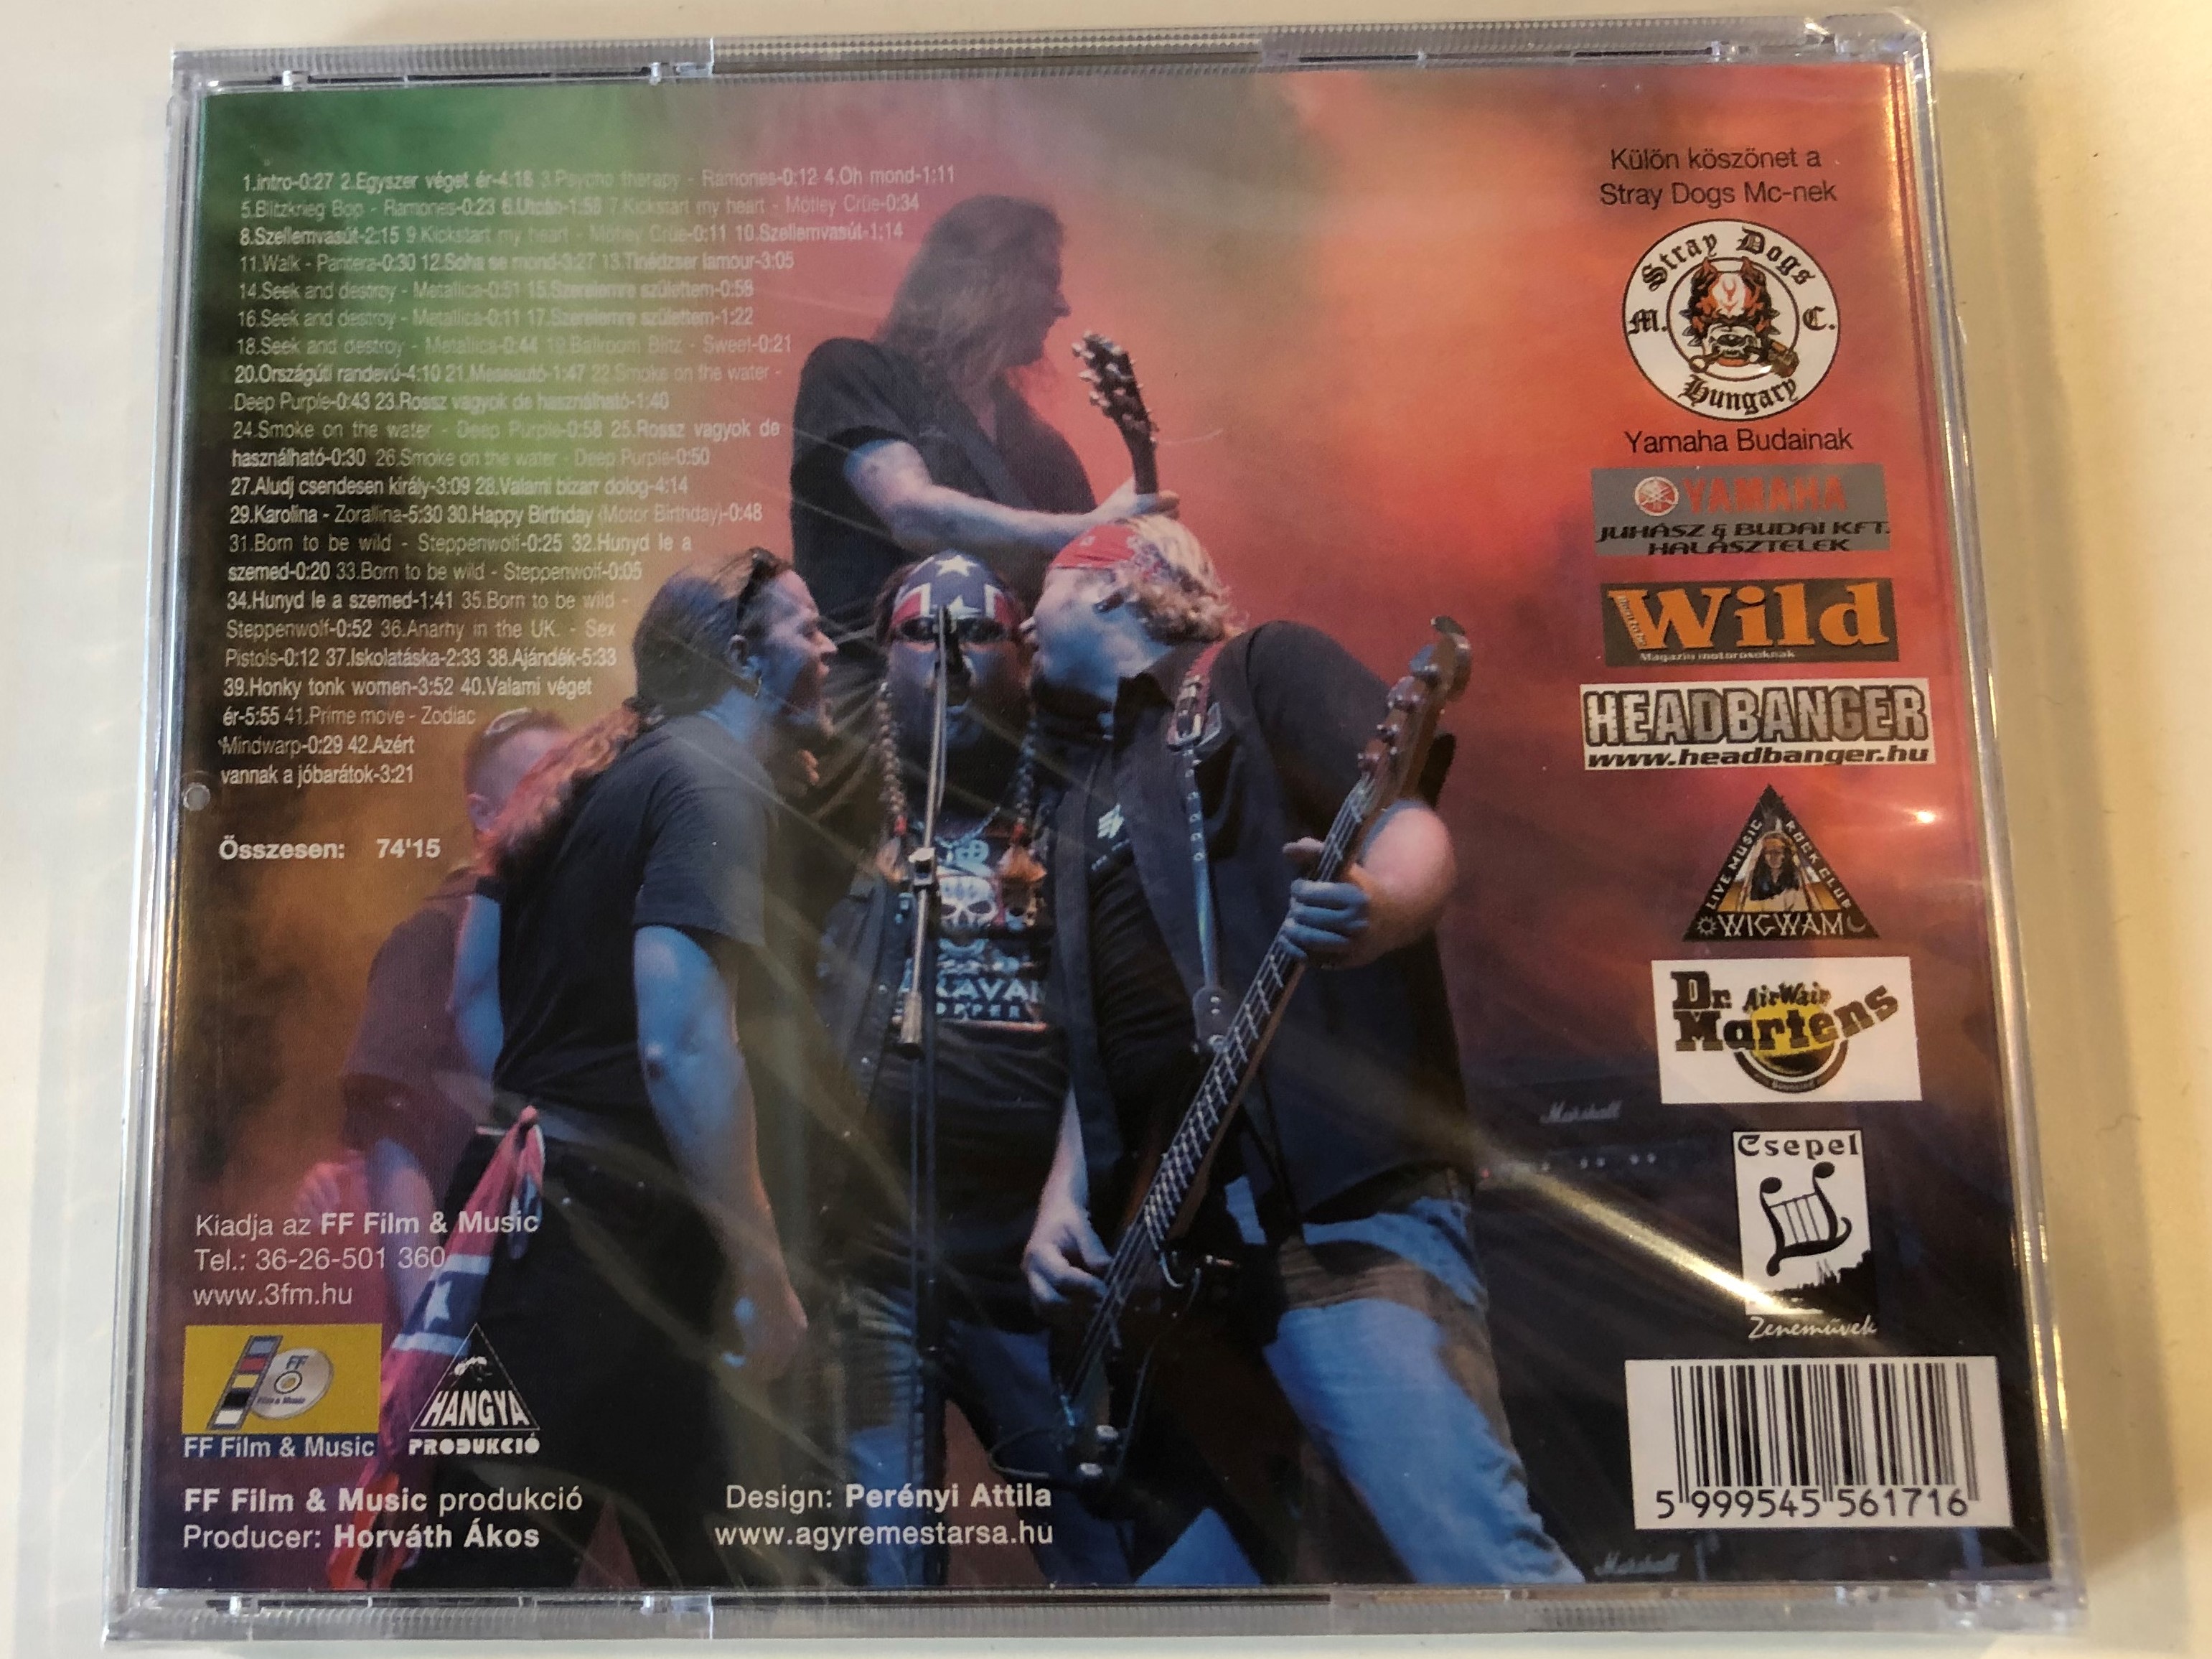 1.Intro-0:27 2.Egyszer véget ér-4:18 3.Psycho therapy - Ramones-0:12 4.Oh mond-1:11
5.Blitzkrieg Bop - Ramones-0:23 6.Utcán-1:59 7.Kickstart my heart - Mötley Crüe-0:34
8.Szellemvasút-2:15 9.Kickstart my heart - Mötley Crüe-0:11 10.Szellemvasút-1:14
11.Walk - Pantera-0:30 12.Soha se mond-3:27 13.Tinédzser lamour-3:05
14.Seek and destroy - Metallica-0:51 15.Szerelemre születtem-0:58
16.Seek and destroy - Metallica-0:11 17.Szerelemre születtem-1:22
18.Seek and destroy - Metallica-0:44 19.Ballroom Blitz - Sweet-0:21
20.Országúti randevú-4:10 21.Meseautó-1:47 22.Smoke on the water -
Deep Purple-0:43 23.Rossz vagyok de használható-1:40
24.Smoke on the water - Deep Purple-0:58 25.Rossz vagyok de
használható-0:30 26.Smoke on the water - Deep Purple-0:50
27.Aludj csendesen király-3:09 28.Valami bizarr dolog-4:14
29.Karolina - Zorallina-5:30 30.Happy Birthday (Motor Birthday)-0:48
31.Born to be wild - Steppenwolf-0:25 32.Hunyd le a
szemed-0:20 33.Born to be wild - Steppenwolf-0:05
34.Hunyd le a szemed-1:41 35.Born to be wild -
Steppenwolf-0:52 36.Anarhy in the UK. - Sex
Pistols-0:12 37.Iskolatáska-2:33 38.Ajándék-5:33
39.Honky tonk women-3:52 40.Valami véget
ér-5:55 41.Prime move - Zodiac
Mindwarp-0:29 42.Azért
vannak a jóbarátok-3:21
Összesen: 74'15
Kiadja az FF Film & Music
Tel.: 36-26-501 360
www.3fm.hu
FF
Film & Music
FF Film & Music
HANGYA
PRODUKCIÓ
FF Film & Music produkció
Producer: Horváth Ákos
Design: Perényi Attila
www.agyremestarsa.hu
Külön köszönet a
Stray Dogs Mc-nek
Stray Dogs
M. C.
Hungary
Yamaha Budainak
YAMAHA
JUHÁSZ & BUDAI KFT.
HALÁSZTELEK
Wild
Magazin motorosoknak
HEADBANGER
www.headbanger.hu
LIVE MUSIC ROCK CLUB
WIGWAM
Dr. AirWair
Martens
Bouncing
Marshall
Csepel
Zeneművek
5 999545 561716
Marshall